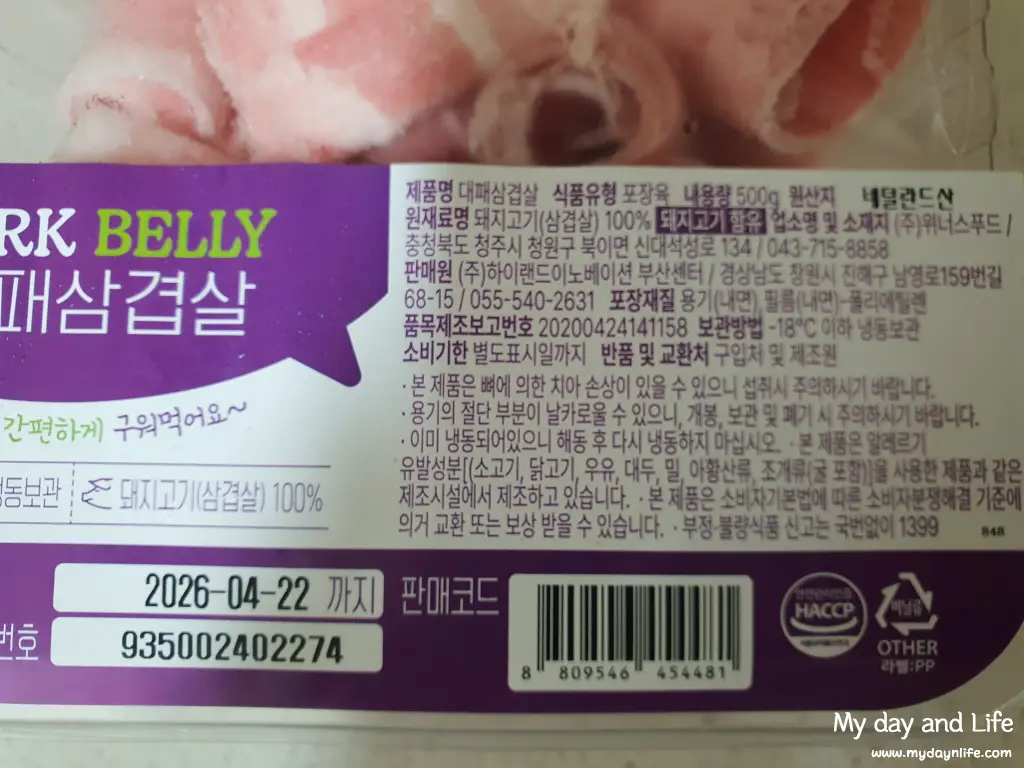 RK BELLY
패삼겹살
간편하게 구워먹어요~
동보관 돼지고기(삼겹살) 100%
제품명 대패삼겹살 식품유형 포장육 내용량 500g 원산지 네덜란드산
원재료명 돼지고기(삼겹살) 100% 돼지고기 함유 업소명 및 소재지 (주)위너스푸드 /
충청북도 청주시 청원구 북이면 신대석성로 134 / 043-715-8858
판매원 (주)하이랜드이노베이션 부산센터 / 경상남도 창원시 진해구 남영로159번길
68-15 / 055-540-2631 포장재질 용기(내면), 필름(내면)-폴리에틸렌
품목제조보고번호 20200424141158 보관방법 -18℃ 이하 냉동보관
소비기한 별도표시일까지 반품 및 교환처 구입처 및 제조원
· 본 제품은 뼈에 의한 치아 손상이 있을 수 있으니 섭취시 주의하시기 바랍니다.
· 용기의 절단 부분이 날카로울 수 있으니, 개봉, 보관 및 폐기 시 주의하시기 바랍니다.
· 이미 냉동되어있으니 해동 후 다시 냉동하지 마십시오. · 본 제품은 알레르기
유발성분[(소고기, 닭고기, 우유, 대두, 밀, 아황산류, 조개류(굴 포함)]을 사용한 제품과 같은
제조시설에서 제조하고 있습니다. · 본 제품은 소비자기본법에 따른 소비자분쟁해결 기준에
의거 교환 또는 보상 받을 수 있습니다. · 부정·불량식품 신고는 국번없이 1399
848
2026-04-22 까지
번호 935002402274
판매코드
8 809546 454481
안전관리인증
HACCP
비닐류
OTHER
라벨:PP
My day and Life
www.mydaynlife.com